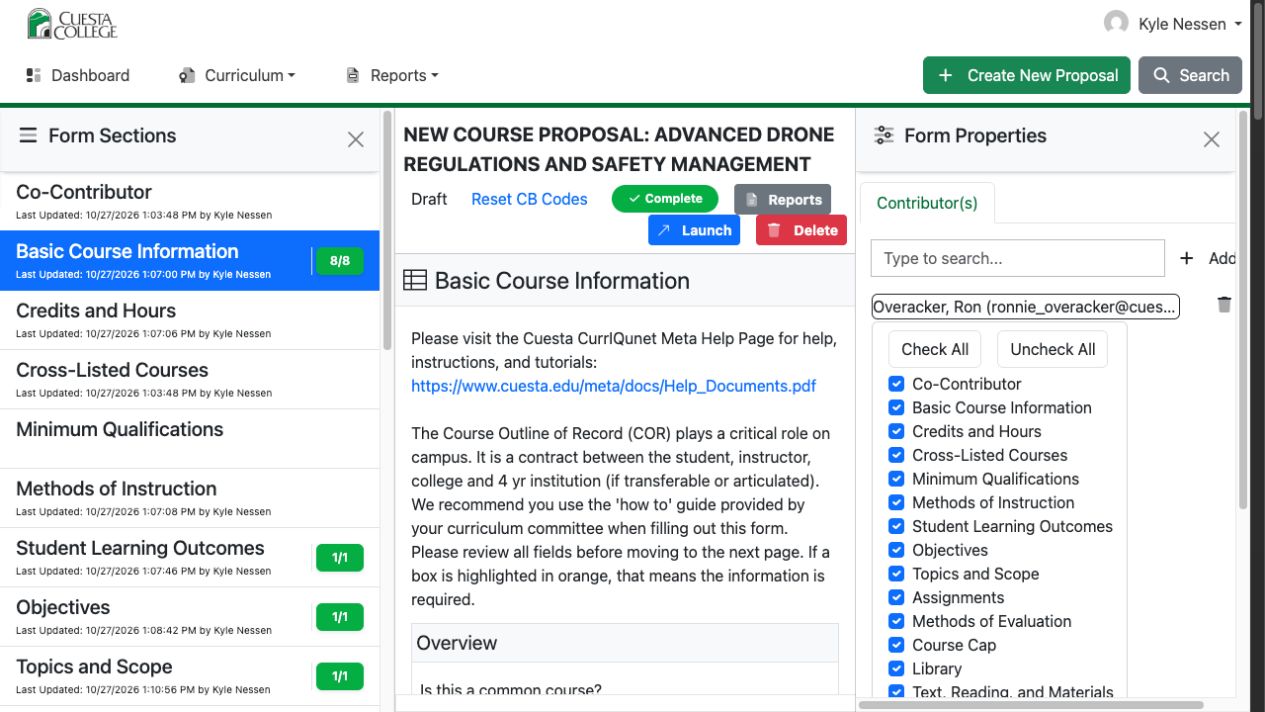 CUESTA
COLLEGE
Kyle Nessen
Dashboard
Curriculum
Reports
Create New Proposal
Search
Form Sections
Co-Contributor
Last Updated: 10/27/2026 1:03:48 PM by Kyle Nessen
Basic Course Information
Last Updated: 10/27/2026 1:07:00 PM by Kyle Nessen
8/8
Credits and Hours
Last Updated: 10/27/2026 1:07:06 PM by Kyle Nessen
Cross-Listed Courses
Last Updated: 10/27/2026 1:03:48 PM by Kyle Nessen
Minimum Qualifications
Methods of Instruction
Last Updated: 10/27/2026 1:07:08 PM by Kyle Nessen
Student Learning Outcomes
Last Updated: 10/27/2026 1:07:46 PM by Kyle Nessen
1/1
Objectives
Last Updated: 10/27/2026 1:08:42 PM by Kyle Nessen
1/1
Topics and Scope
Last Updated: 10/27/2026 1:10:56 PM by Kyle Nessen
1/1
NEW COURSE PROPOSAL: ADVANCED DRONE
REGULATIONS AND SAFETY MANAGEMENT
Draft
Reset CB Codes
Complete
Reports
Launch
Delete
Basic Course Information
Please visit the Cuesta CurrIQunet Meta Help Page for help,
instructions, and tutorials:
https://www.cuesta.edu/meta/docs/Help_Documents.pdf
The Course Outline of Record (COR) plays a critical role on
campus. It is a contract between the student, instructor,
college and 4 yr institution (if transferable or articulated).
We recommend you use the 'how to' guide provided by
your curriculum committee when filling out this form.
Please review all fields before moving to the next page. If a
box is highlighted in orange, that means the information is
required.
Overview
Is this a common course?
Form Properties
Contributor(s)
Type to search...
Add
Overacker, Ron (ronnie_overacker@cues...
Check All
Uncheck All
Co-Contributor
Basic Course Information
Credits and Hours
Cross-Listed Courses
Minimum Qualifications
Methods of Instruction
Student Learning Outcomes
Objectives
Topics and Scope
Assignments
Methods of Evaluation
Course Cap
Library
Text, Reading, and Materials